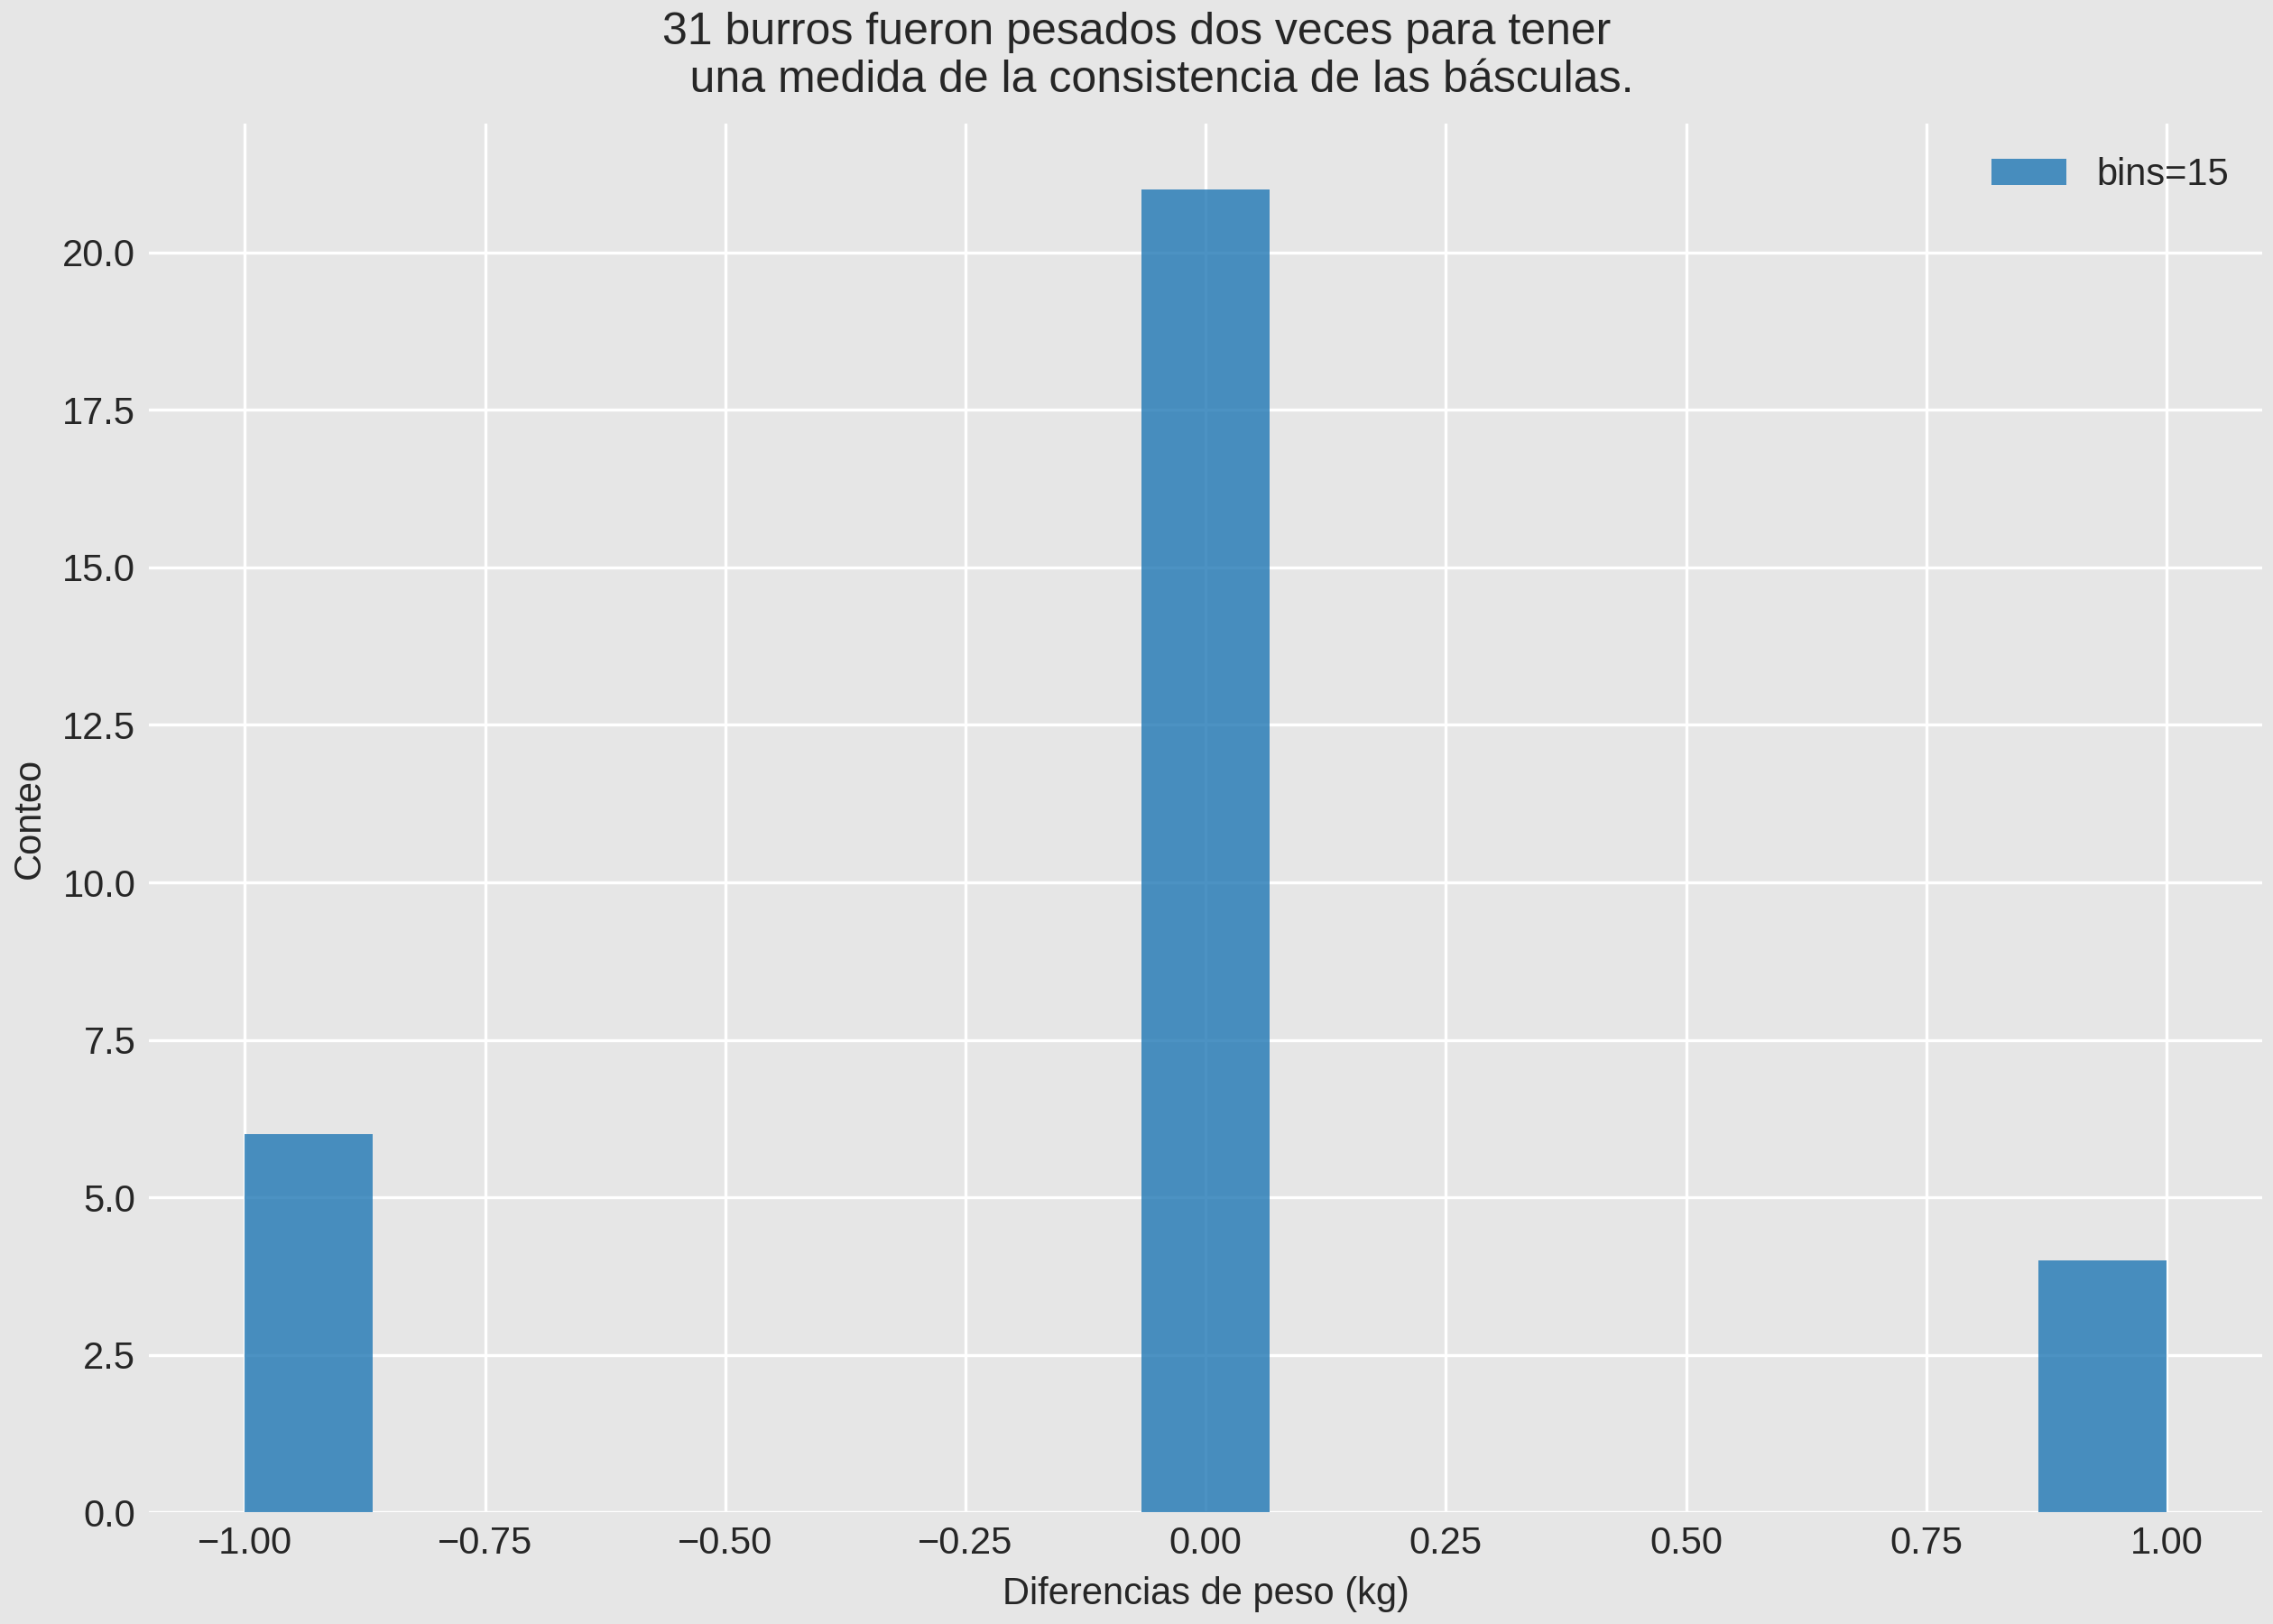 31 burros fueron pesados dos veces para tener
una medida de la consistencia de las básculas.
bins=15
20.0
17.5
15.0
12.5
10.0
7.5
5.0
2.5
0.0
Conteo
−1.00 −0.75 −0.50 −0.25 0.00 0.25 0.50 0.75 1.00
Diferencias de peso (kg)